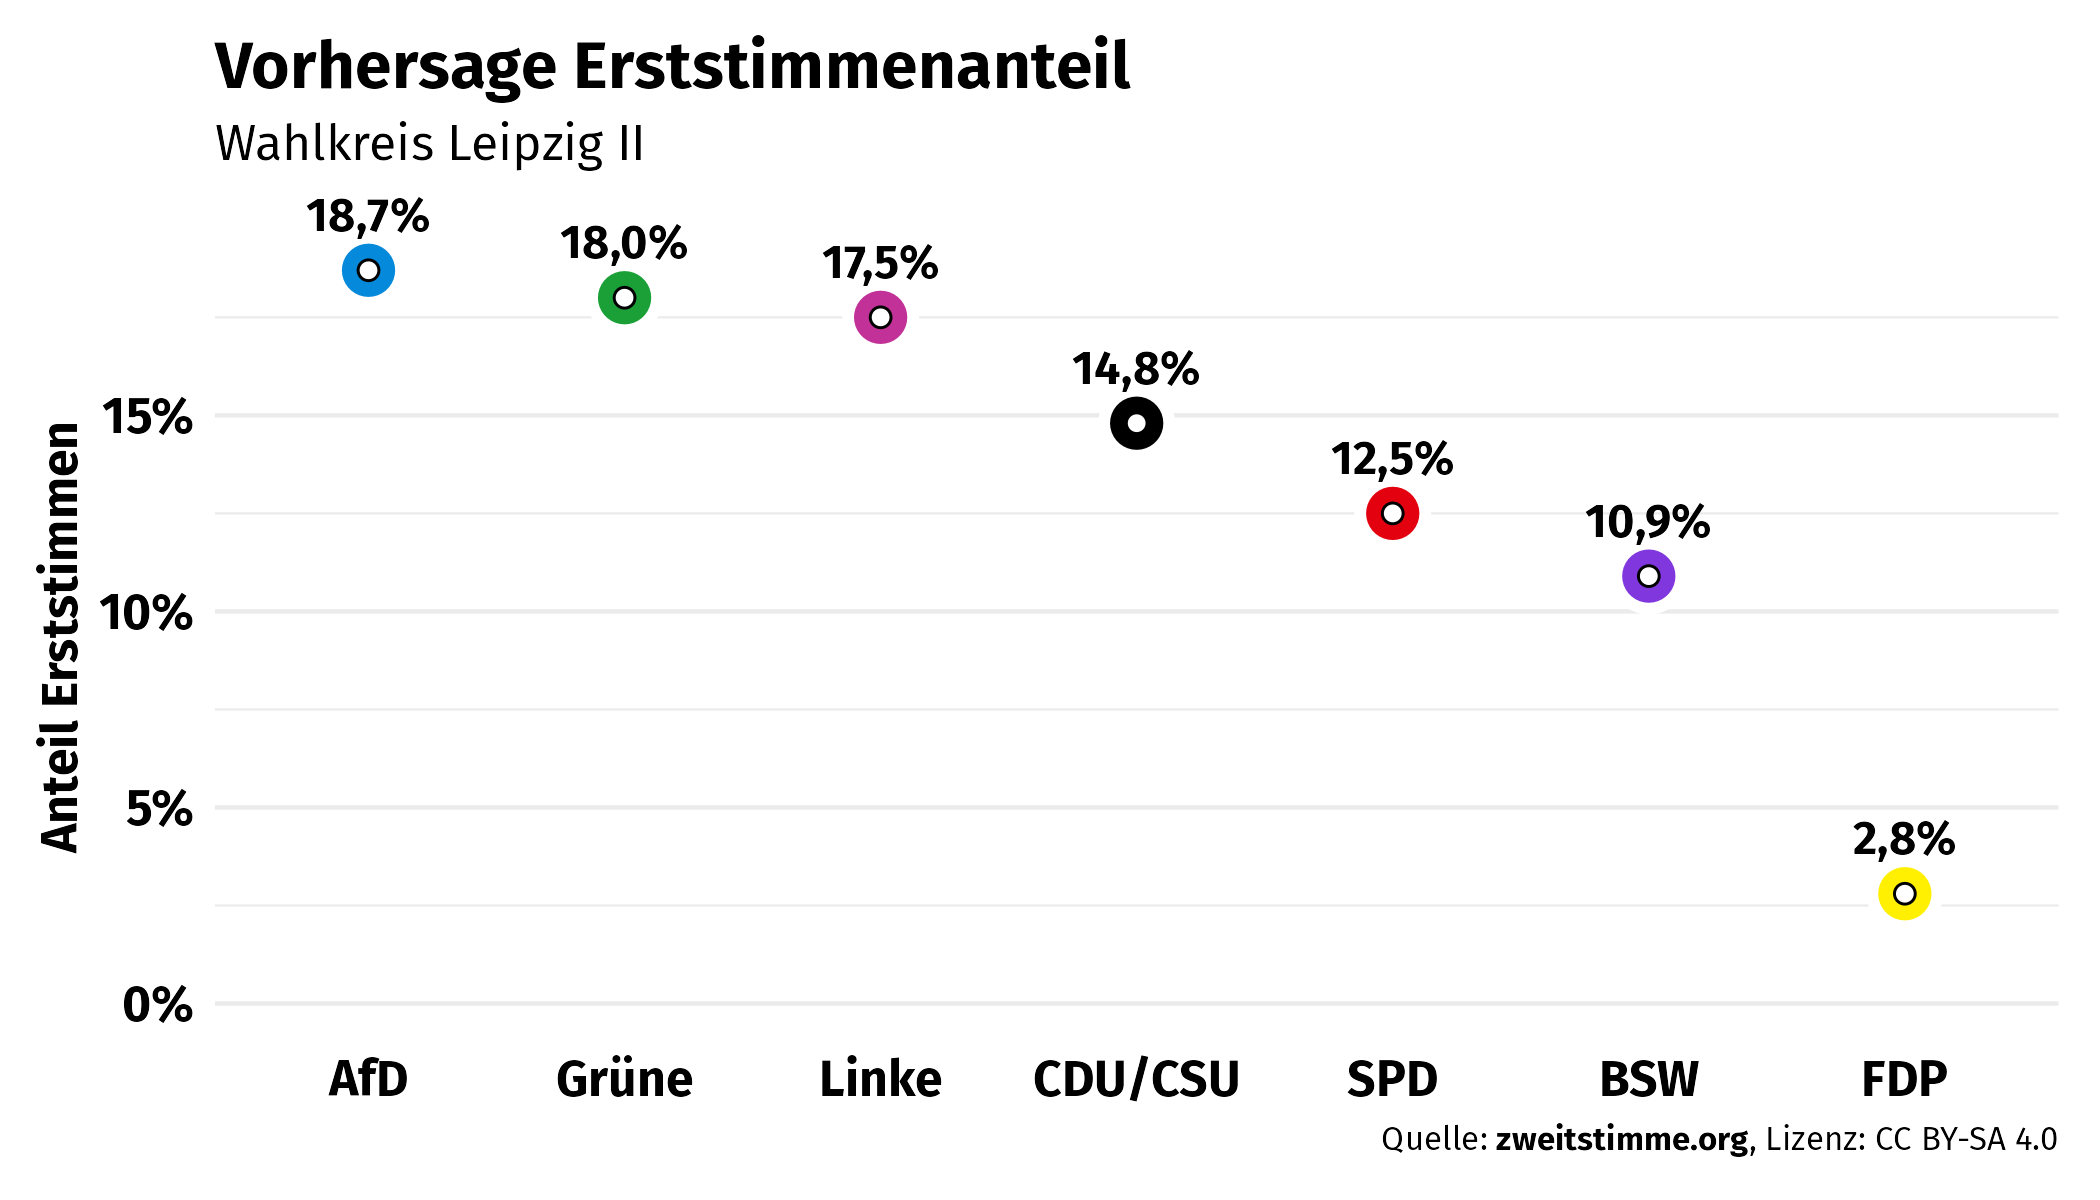 Vorhersage Erststimmenanteil
Wahlkreis Leipzig II
18,7%
18,0%
17,5%
14,8%
12,5%
10,9%
2,8%
Anteil Erststimmen
15%
10%
5%
0%
AfD Grüne Linke CDU/CSU SPD BSW FDP
Quelle: zweitstimme.org, Lizenz: CC BY-SA 4.0